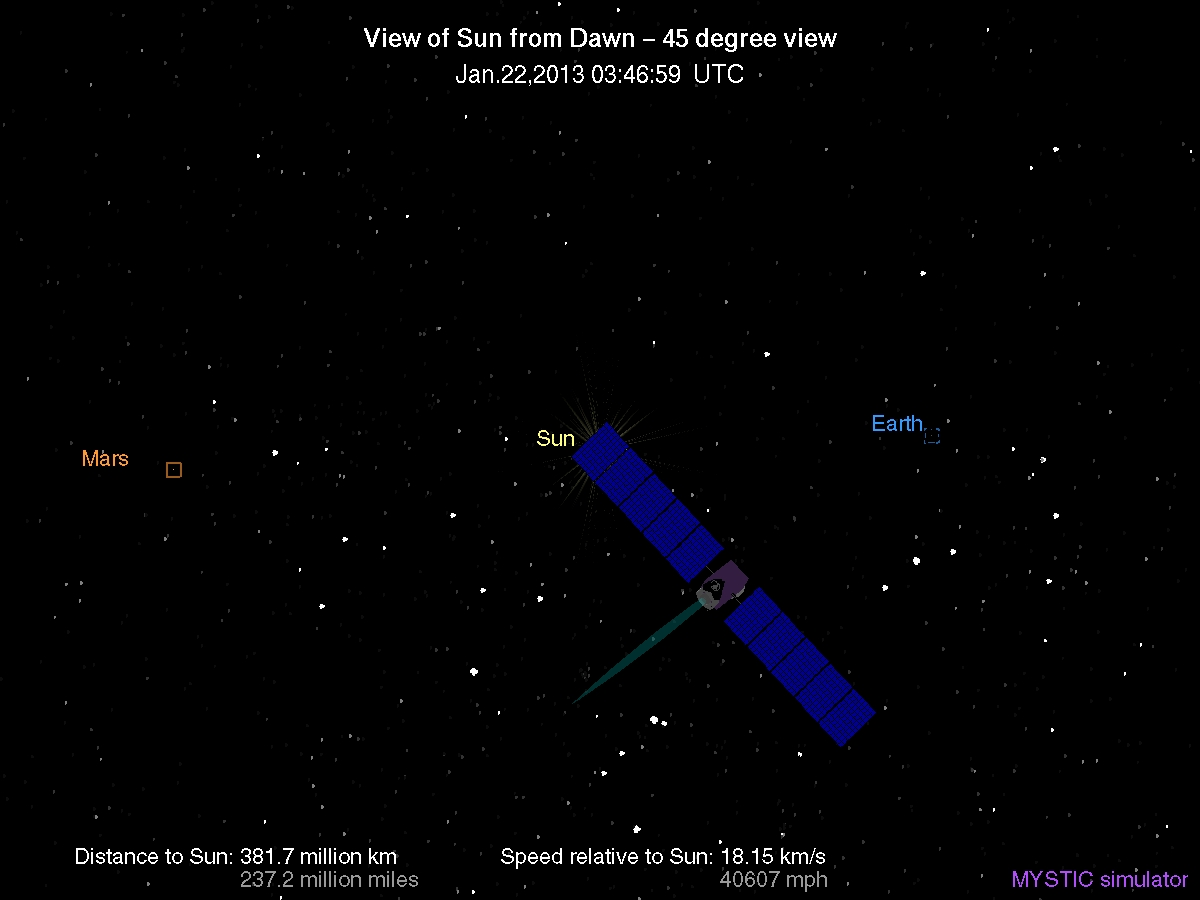 View of Sun from Dawn – 45 degree view
Jan.22,2013 03:46:59 UTC
Earth
Sun
Mars
Distance to Sun: 381.7 million km
237.2 million miles
Speed relative to Sun: 18.15 km/s
40607 mph
MYSTIC simulator